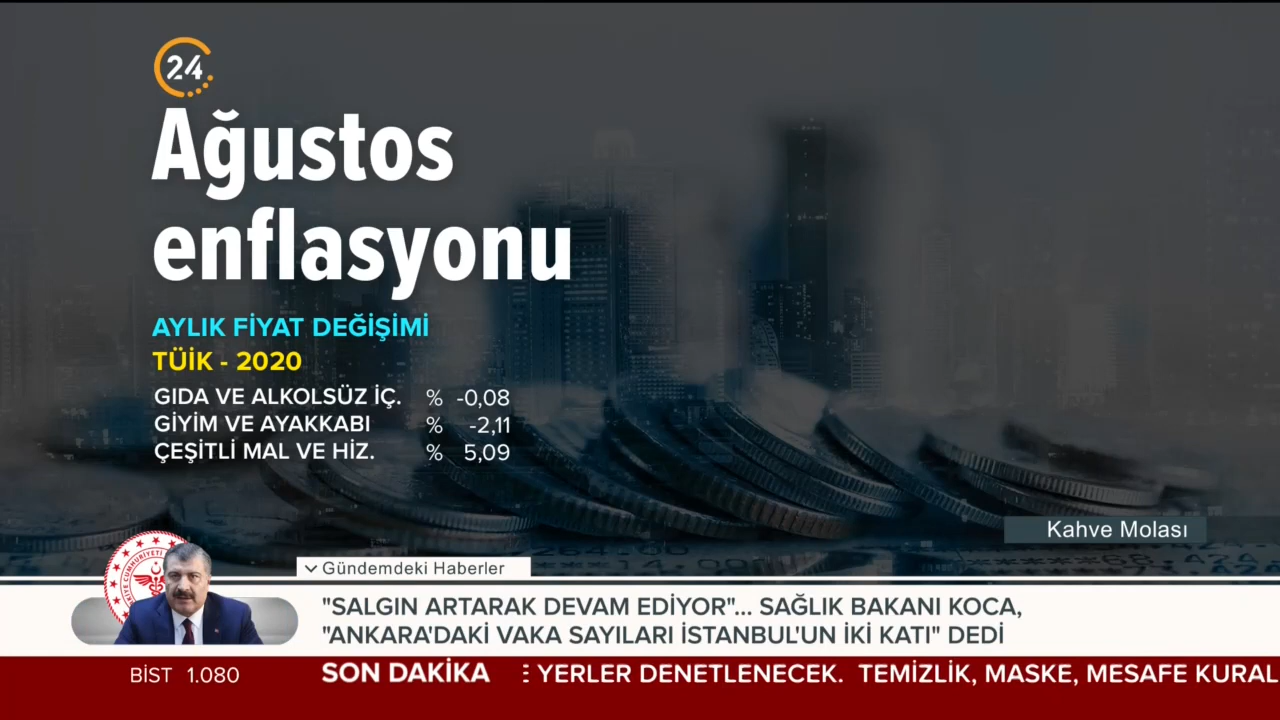 24
Ağustos
enflasyonu
AYLIK FİYAT DEĞİŞİMİ
TÜİK - 2020
GIDA VE ALKOLSÜZ İÇ. % -0,08
GİYİM VE AYAKKABI % -2,11
ÇEŞİTLİ MAL VE HİZ. % 5,09
Kahve Molası
Gündemdeki Haberler
"SALGIN ARTARAK DEVAM EDİYOR"... SAĞLIK BAKANI KOCA,
"ANKARA'DAKİ VAKA SAYILARI İSTANBUL'UN İKİ KATI" DEDİ
BİST 1.080
SON DAKİKA
YERLER DENETLENECEK. TEMİZLİK, MASKE, MESAFE KURAL